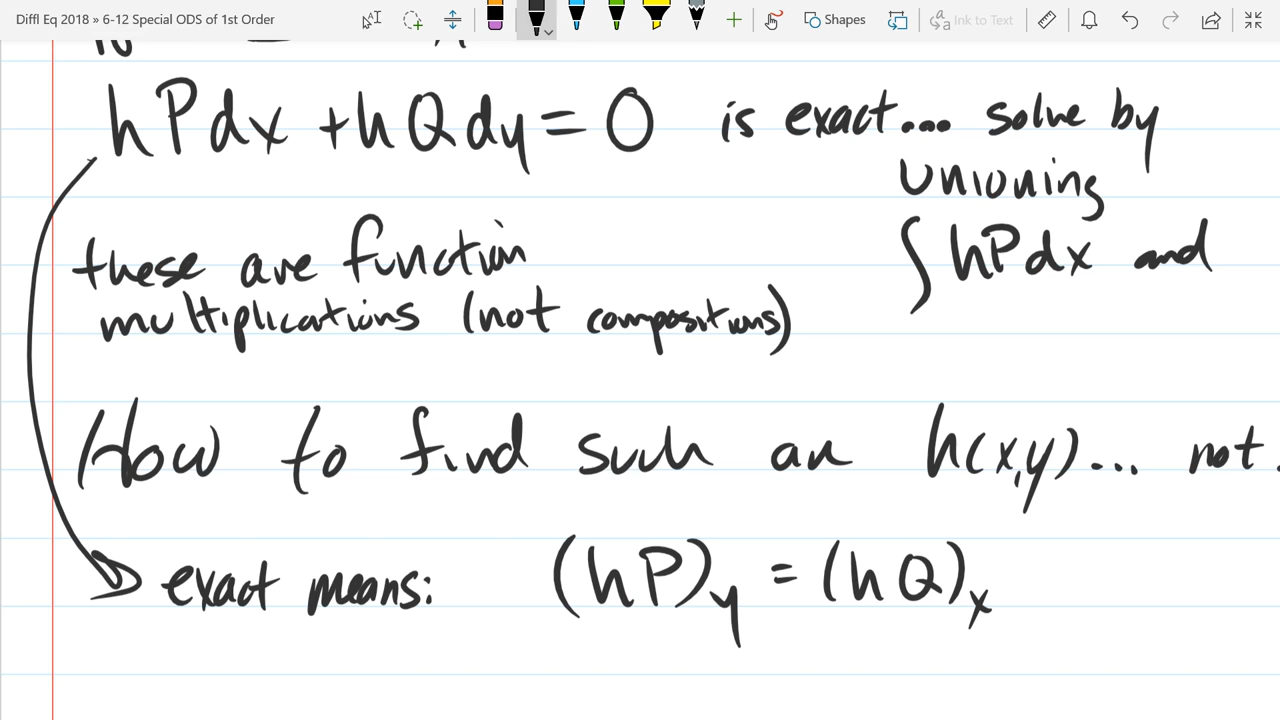 Diffl Eq 2018 » 6-12 Special ODS of 1st Order
Shapes
Ink to Text
hPdx + hQdy = 0 is exact... solve by
unioning
∫hPdx and
these are function
multiplications (not compositions)
How to find such an h(x,y)... not.
exact means: (hP)y = (hQ)x